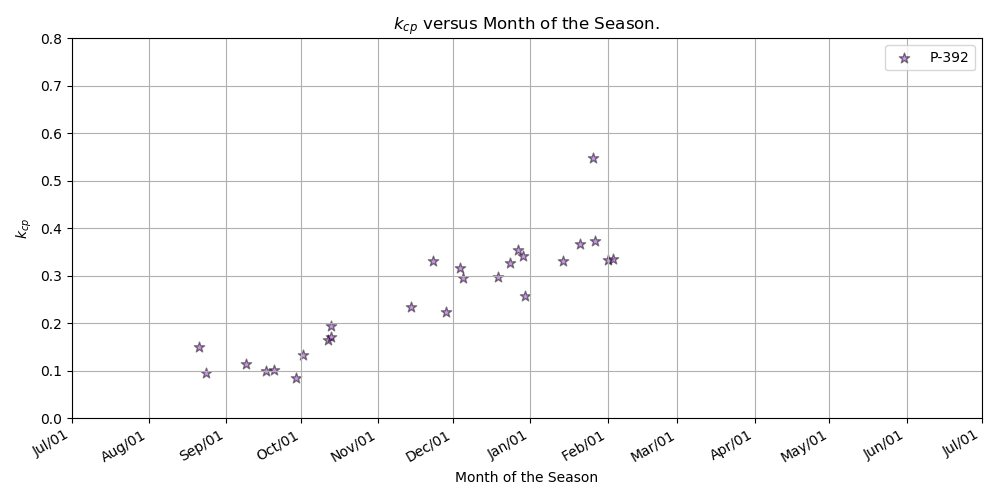 k_cp versus Month of the Season.
P-392
0.8
0.7
0.6
0.5
0.4
0.3
0.2
0.1
0.0
k_cp
Jul/01 Aug/01 Sep/01 Oct/01 Nov/01 Dec/01 Jan/01 Feb/01 Mar/01 Apr/01 May/01 Jun/01 Jul/01
Month of the Season